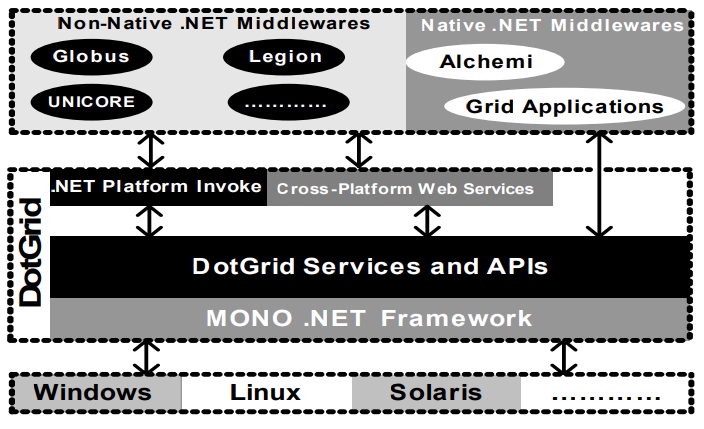 Non-Native .NET Middlewares
Native .NET Middlewares
Globus
Legion
Alchemi
UNICORE
…………
Grid Applications
DotGrid
.NET Platform Invoke
Cross-Platform Web Services
DotGrid Services and APIs
MONO .NET Framework
Windows
Linux
Solaris
…………